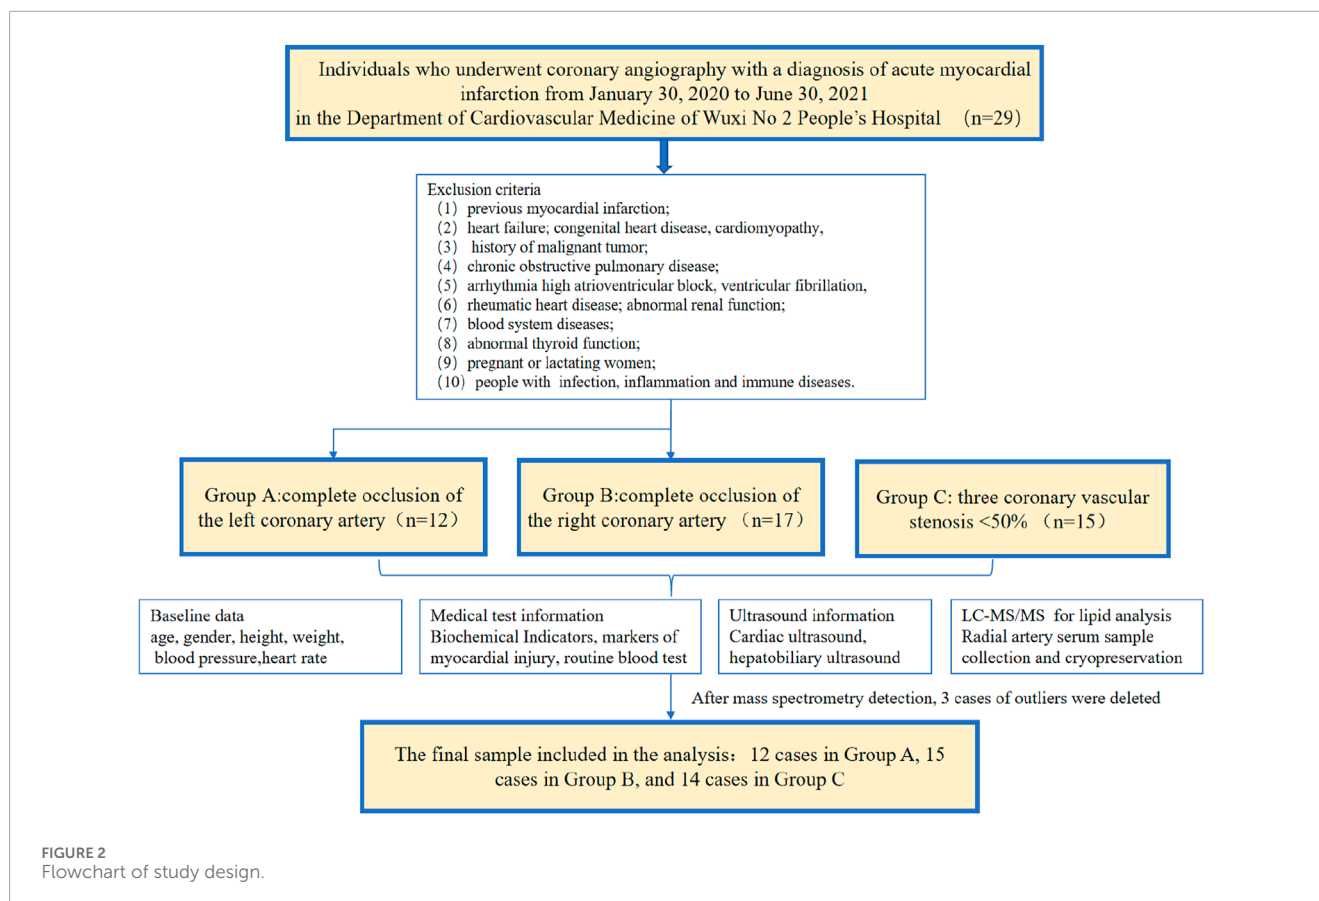 Individuals who underwent coronary angiography with a diagnosis of acute myocardial
infarction from January 30, 2020 to June 30, 2021
in the Department of Cardiovascular Medicine of Wuxi No 2 People's Hospital （n=29）
Exclusion criteria
（1）previous myocardial infarction;
（2）heart failure; congenital heart disease, cardiomyopathy,
（3） history of malignant tumor;
（4）chronic obstructive pulmonary disease;
（5）arrhythmia high atrioventricular block, ventricular fibrillation,
（6）rheumatic heart disease; abnormal renal function;
（7）blood system diseases;
（8）abnormal thyroid function;
（9）pregnant or lactating women;
（10）people with infection, inflammation and immune diseases.
Group A:complete occlusion of
the left coronary artery（n=12）
Group B:complete occlusion of
the right coronary artery （n=17）
Group C: three coronary vascular
stenosis <50% （n=15）
Baseline data
age, gender, height, weight,
blood pressure,heart rate
Medical test information
Biochemical Indicators, markers of
myocardial injury, routine blood test
Ultrasound information
Cardiac ultrasound,
hepatobiliary ultrasound
LC-MS/MS for lipid analysis
Radial artery serum sample
collection and cryopreservation
After mass spectrometry detection, 3 cases of outliers were deleted
The final sample included in the analysis：12 cases in Group A, 15
cases in Group B, and 14 cases in Group C
FIGURE 2
Flowchart of study design.